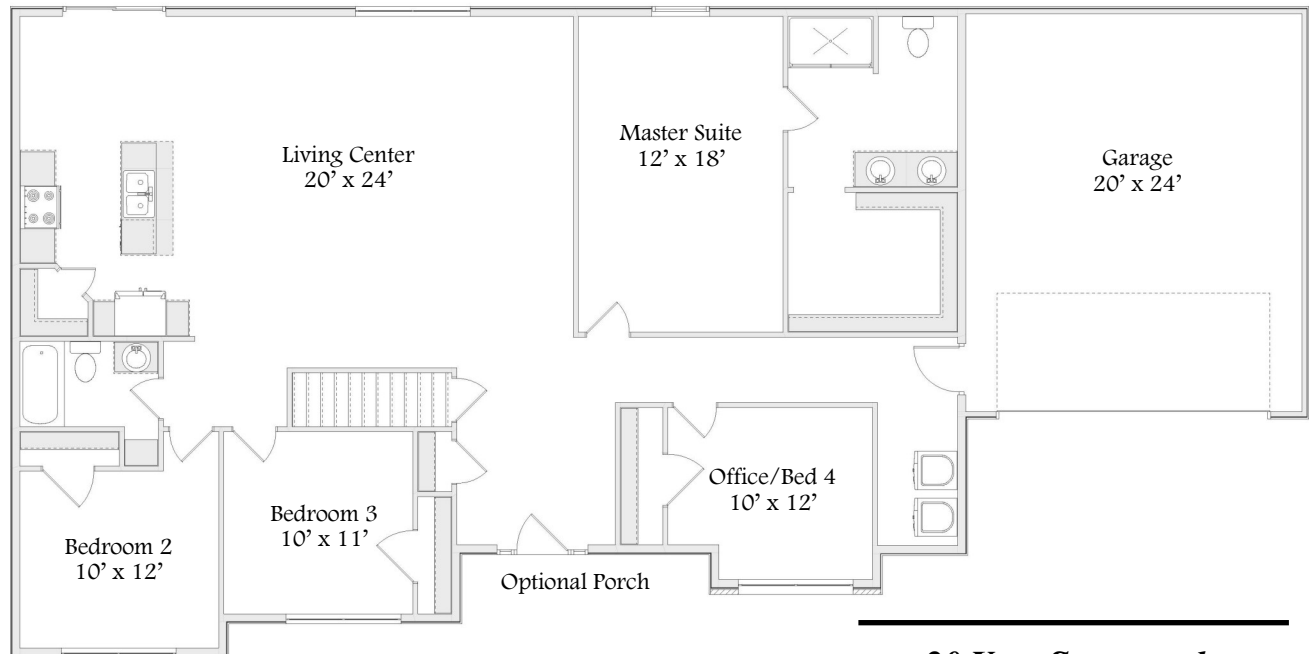 Living Center
20’ x 24’
Master Suite
12’ x 18’
Garage
20’ x 24’
Office/Bed 4
10’ x 12’
Bedroom 3
10’ x 11’
Bedroom 2
10’ x 12’
Optional Porch